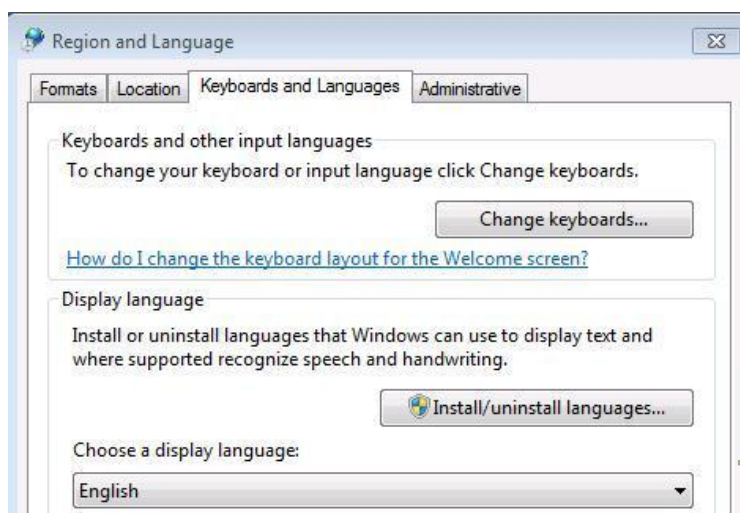 Region and Language
Formats Location Keyboards and Languages Administrative
Keyboards and other input languages
To change your keyboard or input language click Change keyboards.
Change keyboards...
How do I change the keyboard layout for the Welcome screen?
Display language
Install or uninstall languages that Windows can use to display text and
where supported recognize speech and handwriting.
Install/uninstall languages...
Choose a display language:
English